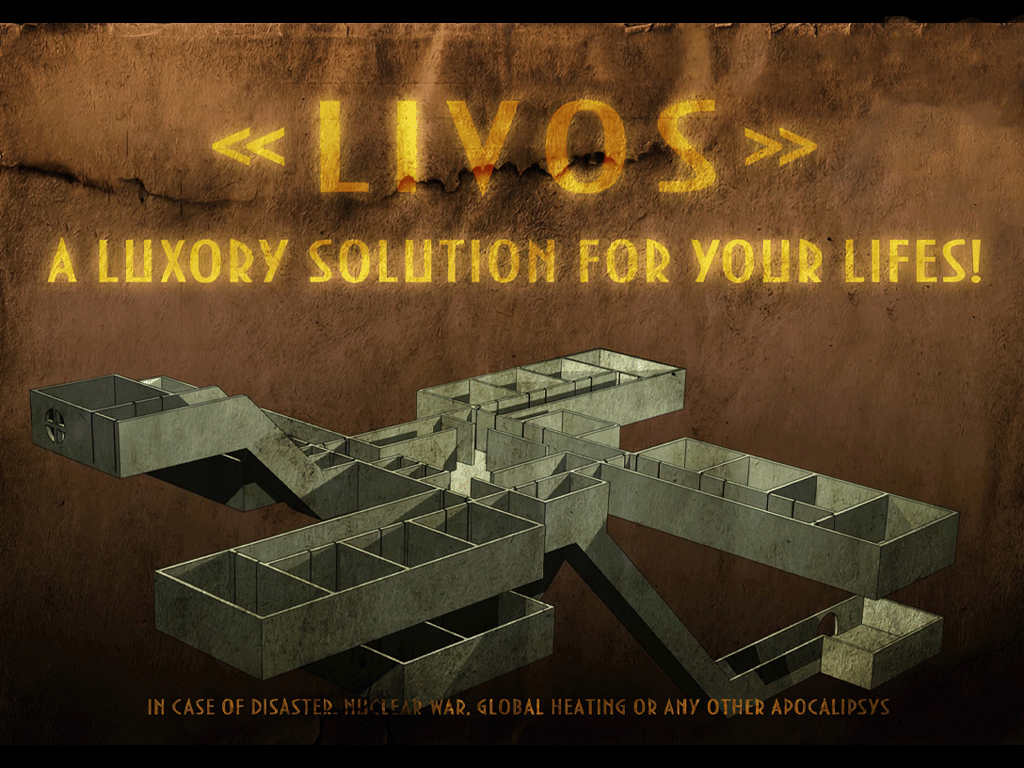 « LIVOS »
A LUXORY SOLUTION FOR YOUR LIFES!
IN CASE OF DISASTER, NUCLEAR WAR, GLOBAL HEATING OR ANY OTHER APOCALIPSYS